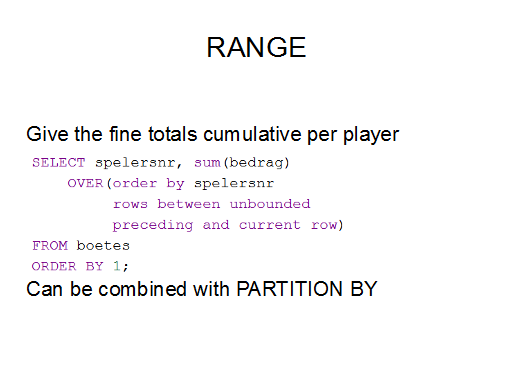 RANGE
Give the fine totals cumulative per player
SELECT spelersnr, sum(bedrag)
OVER(order by spelersnr
rows between unbounded
preceding and current row)
FROM boetes
ORDER BY 1;
Can be combined with PARTITION BY